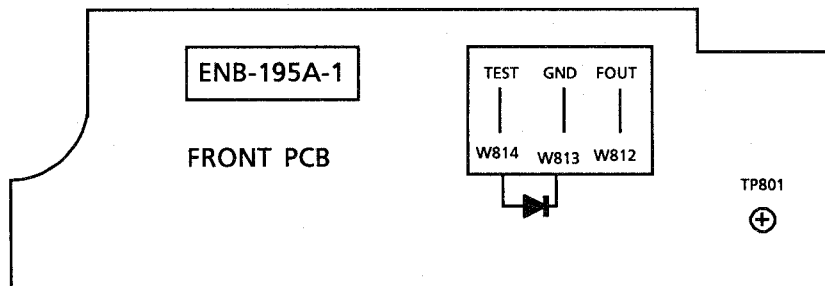 ENB-195A-1
TEST GND FOUT
W814 W813 W812
FRONT PCB
TP801